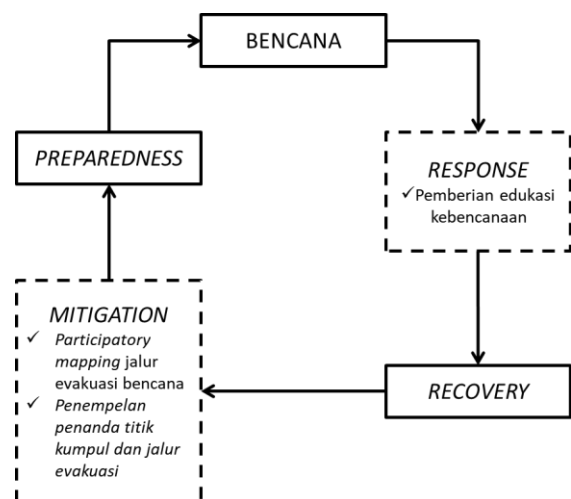 BENCANA
RESPONSE
✓Pemberian edukasi
kebencanaan
RECOVERY
MITIGATION
✓ Participatory
mapping jalur
evakuasi bencana
✓ Penempelan
penanda titik
kumpul dan jalur
evakuasi
PREPAREDNESS